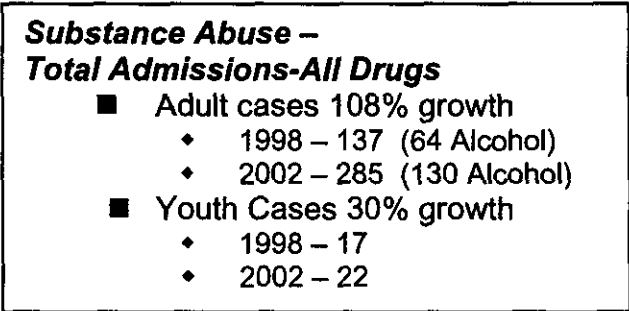 Substance Abuse –
Total Admissions-All Drugs
■ Adult cases 108% growth
◆ 1998 – 137 (64 Alcohol)
◆ 2002 – 285 (130 Alcohol)
■ Youth Cases 30% growth
◆ 1998 – 17
◆ 2002 – 22